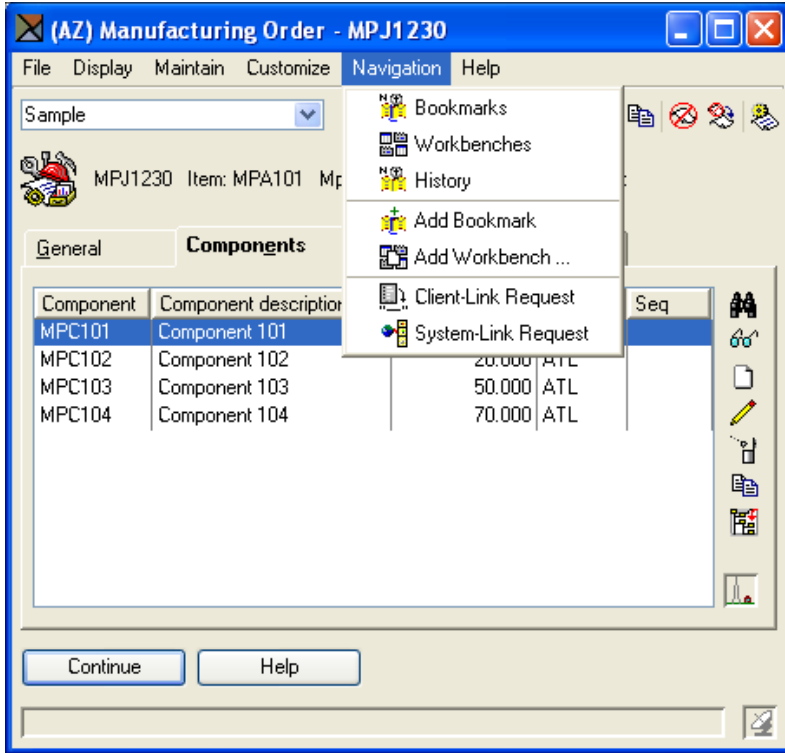 (AZ) Manufacturing Order - MPJ1230
File Display Maintain Customize Navigation Help
Sample
Bookmarks
Workbenches
History
Add Bookmark
Add Workbench ...
Client-Link Request
System-Link Request
MPJ1230 Item: MPA101
General Components
Component Component description Seq
MPC101 Component 101
MPC102 Component 102 20.000 ATL
MPC103 Component 103 50.000 ATL
MPC104 Component 104 70.000 ATL
Continue Help